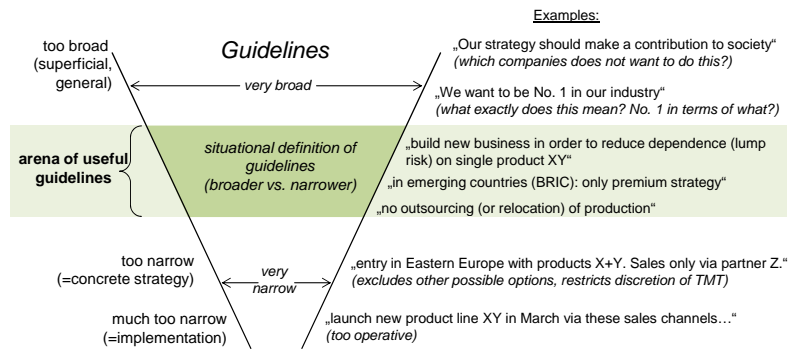 Examples:
Guidelines
too broad
(superficial,
general)
very broad
„Our strategy should make a contribution to society“
(which companies does not want to do this?)
„We want to be No. 1 in our industry“
(what exactly does this mean? No. 1 in terms of what?)
arena of useful
guidelines
situational definition of
guidelines
(broader vs. narrower)
„build new business in order to reduce dependence (lump
risk) on single product XY“
„in emerging countries (BRIC): only premium strategy“
„no outsourcing (or relocation) of production“
too narrow
(=concrete strategy)
very
narrow
„entry in Eastern Europe with products X+Y. Sales only via partner Z.“
(excludes other possible options, restricts discretion of TMT)
much too narrow
(=implementation)
„launch new product line XY in March via these sales channels…“
(too operative)